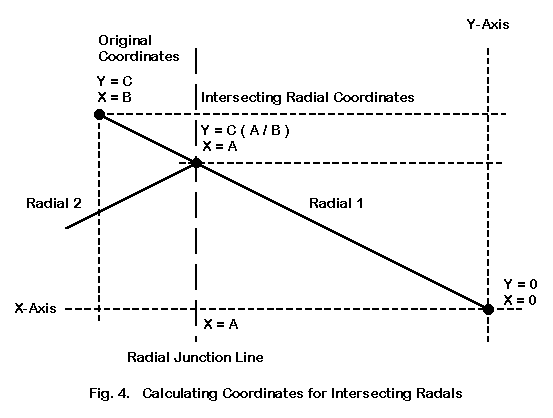 Y-Axis
Original
Coordinates
Y = C
X = B
Intersecting Radial Coordinates
Y = C ( A / B )
X = A
Radial 2
Radial 1
Y = 0
X = 0
X-Axis
X = A
Radial Junction Line
Fig. 4. Calculating Coordinates for Intersecting Radals